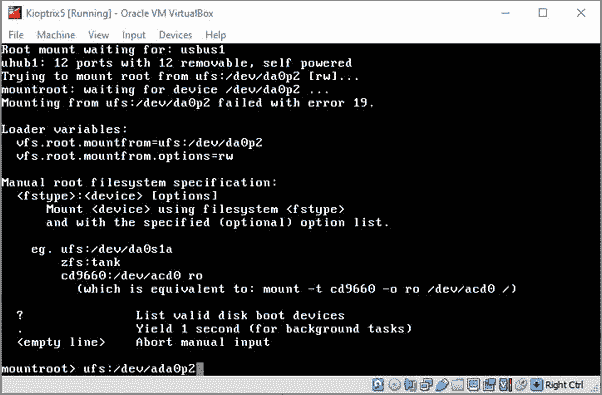 Kioptrix5 [Running] - Oracle VM VirtualBox
File Machine View Input Devices Help
Root mount waiting for: usbus1
uhub1: 12 ports with 12 removable, self powered
Trying to mount root from ufs:/dev/da0p2 [rw]...
mountroot: waiting for device /dev/da0p2 ...
Mounting from ufs:/dev/da0p2 failed with error 19.
Loader variables:
vfs.root.mountfrom=ufs:/dev/da0p2
vfs.root.mountfrom.options=rw
Manual root filesystem specification:
<fstype>:<device> [options]
Mount <device> using filesystem <fstype>
and with the specified (optional) option list.
eg. ufs:/dev/da0s1a
zfs:tank
cd9660:/dev/acd0 ro
(which is equivalent to: mount -t cd9660 -o ro /dev/acd0 /)
? List valid disk boot devices
. Yield 1 second (for background tasks)
<empty line> Abort manual input
mountroot> ufs:/dev/ada0p2
Right Ctrl